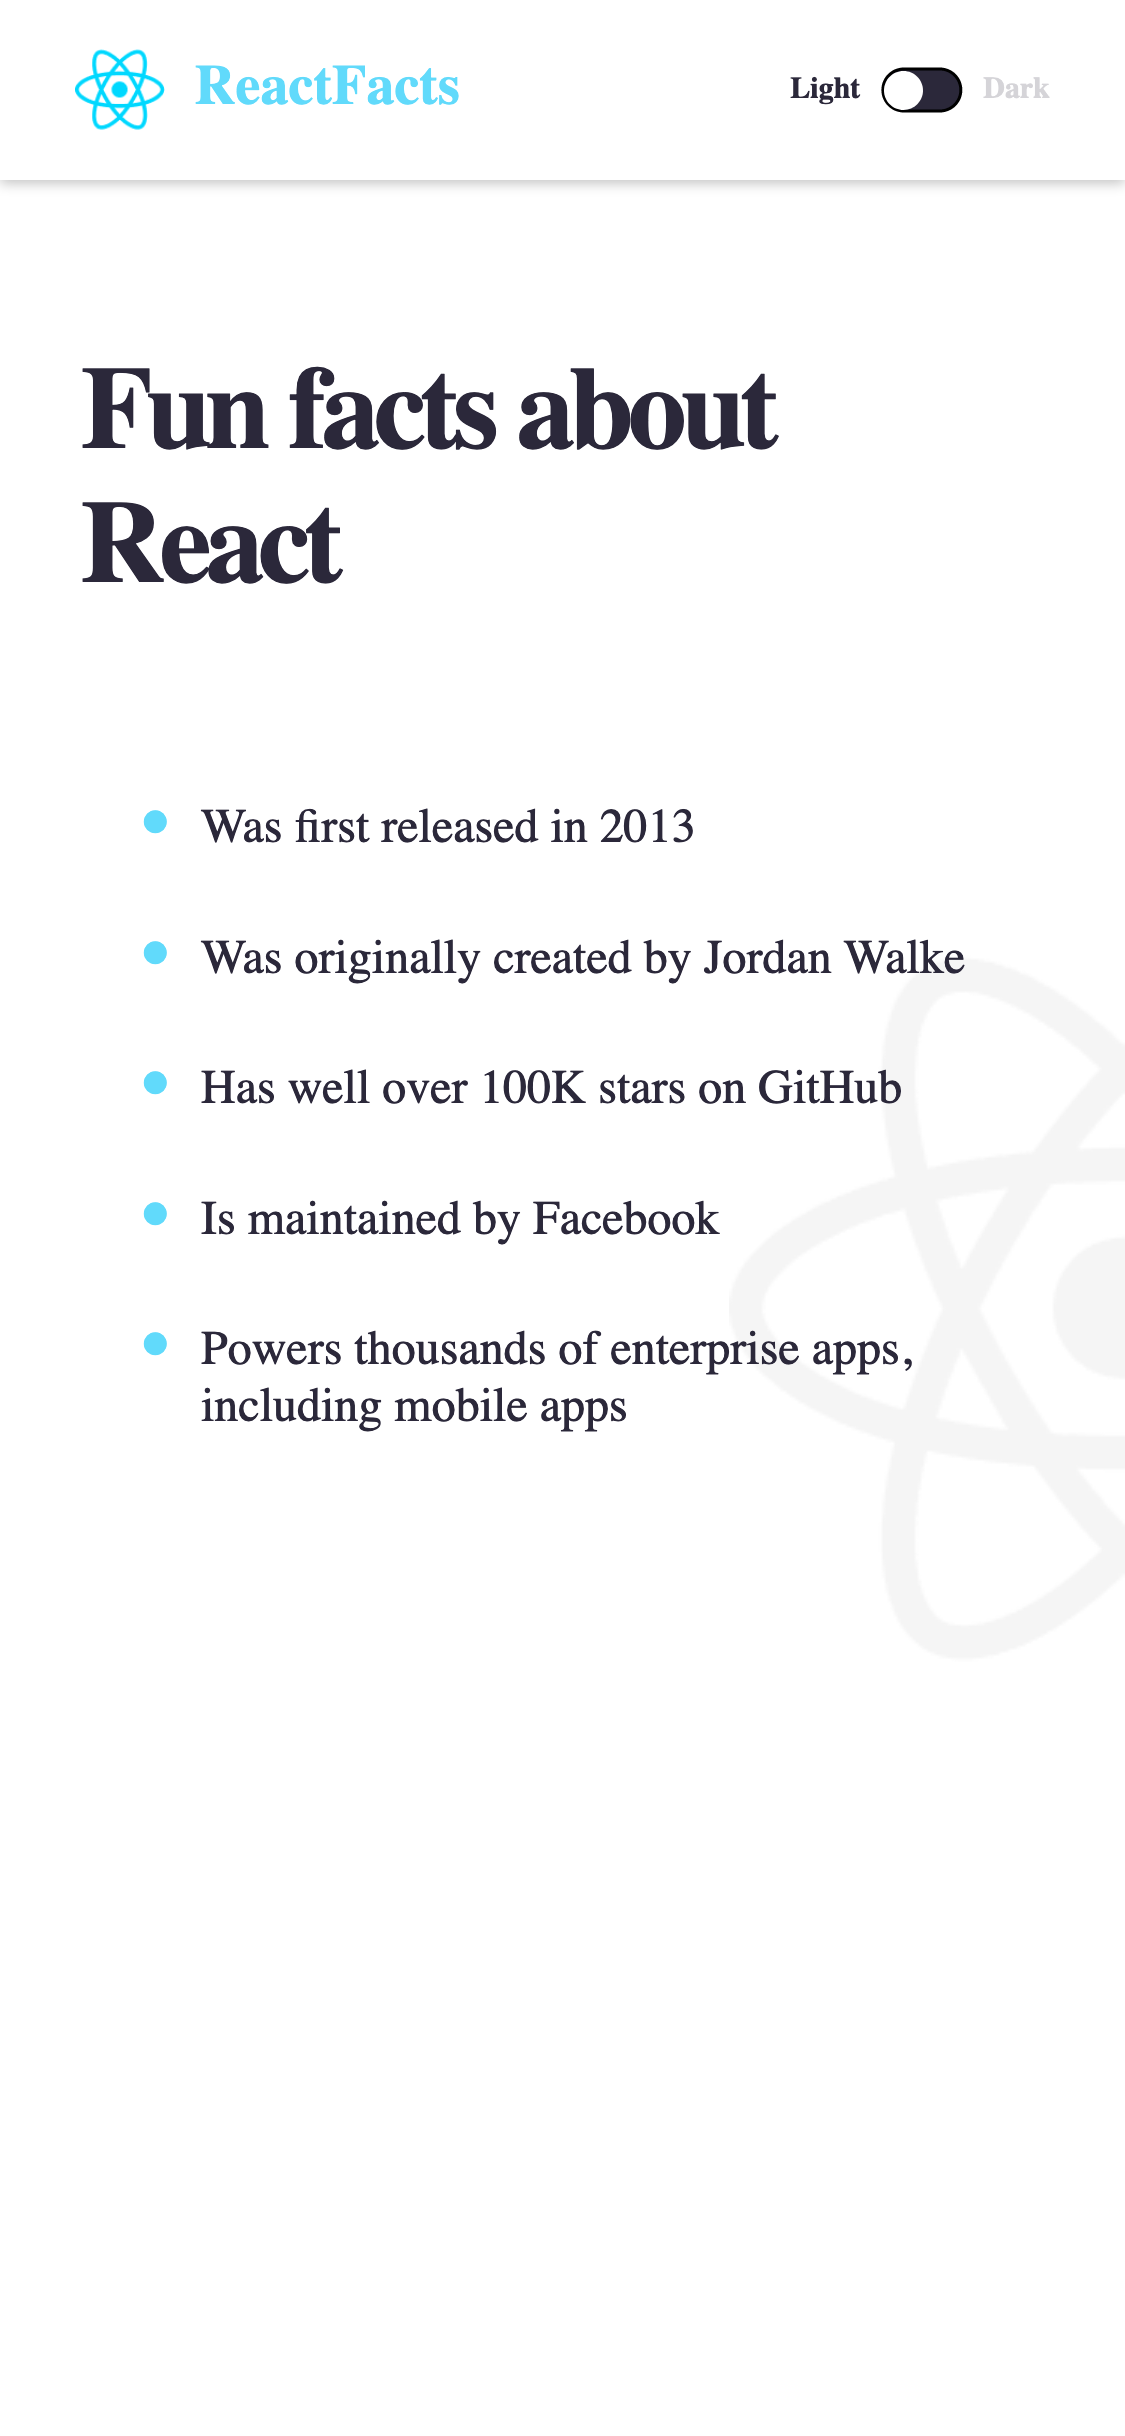 ReactFacts
Light Dark
Fun facts about
React
Was first released in 2013
Was originally created by Jordan Walke
Has well over 100K stars on GitHub
Is maintained by Facebook
Powers thousands of enterprise apps,
including mobile apps